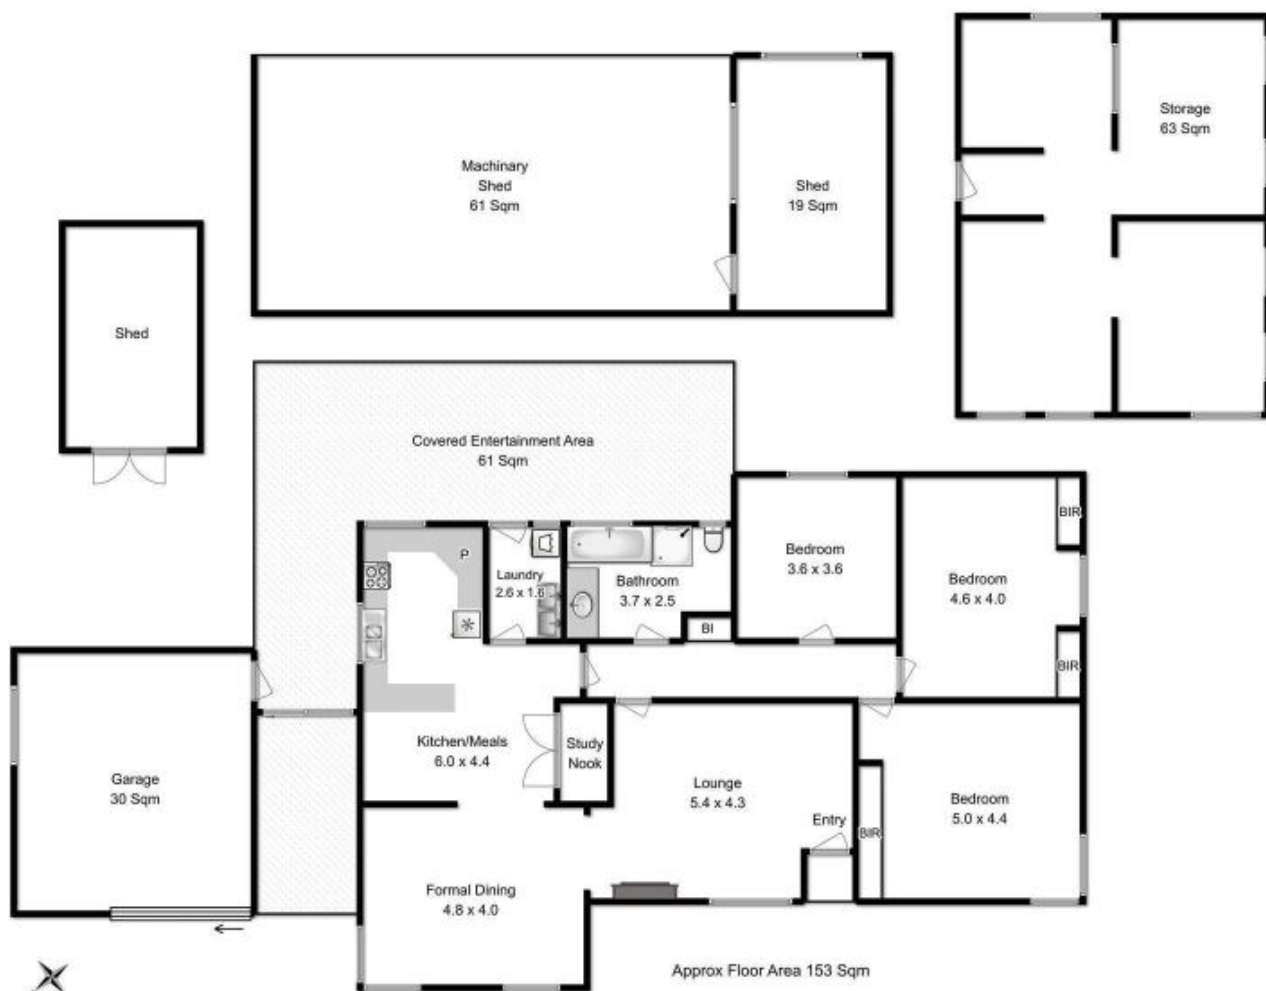 Storage
63 Sqm
Machinary
Shed
61 Sqm
Shed
19 Sqm
Shed
Covered Entertainment Area
61 Sqm
P
Laundry
2.6 x 1.6
Bathroom
3.7 x 2.5
BI
Bedroom
3.6 x 3.6
Bedroom
4.6 x 4.0
BIR
BIR
Kitchen/Meals
6.0 x 4.4
Study
Nook
Lounge
5.4 x 4.3
Entry
BIR
Bedroom
5.0 x 4.4
Garage
30 Sqm
Formal Dining
4.8 x 4.0
Approx Floor Area 153 Sqm